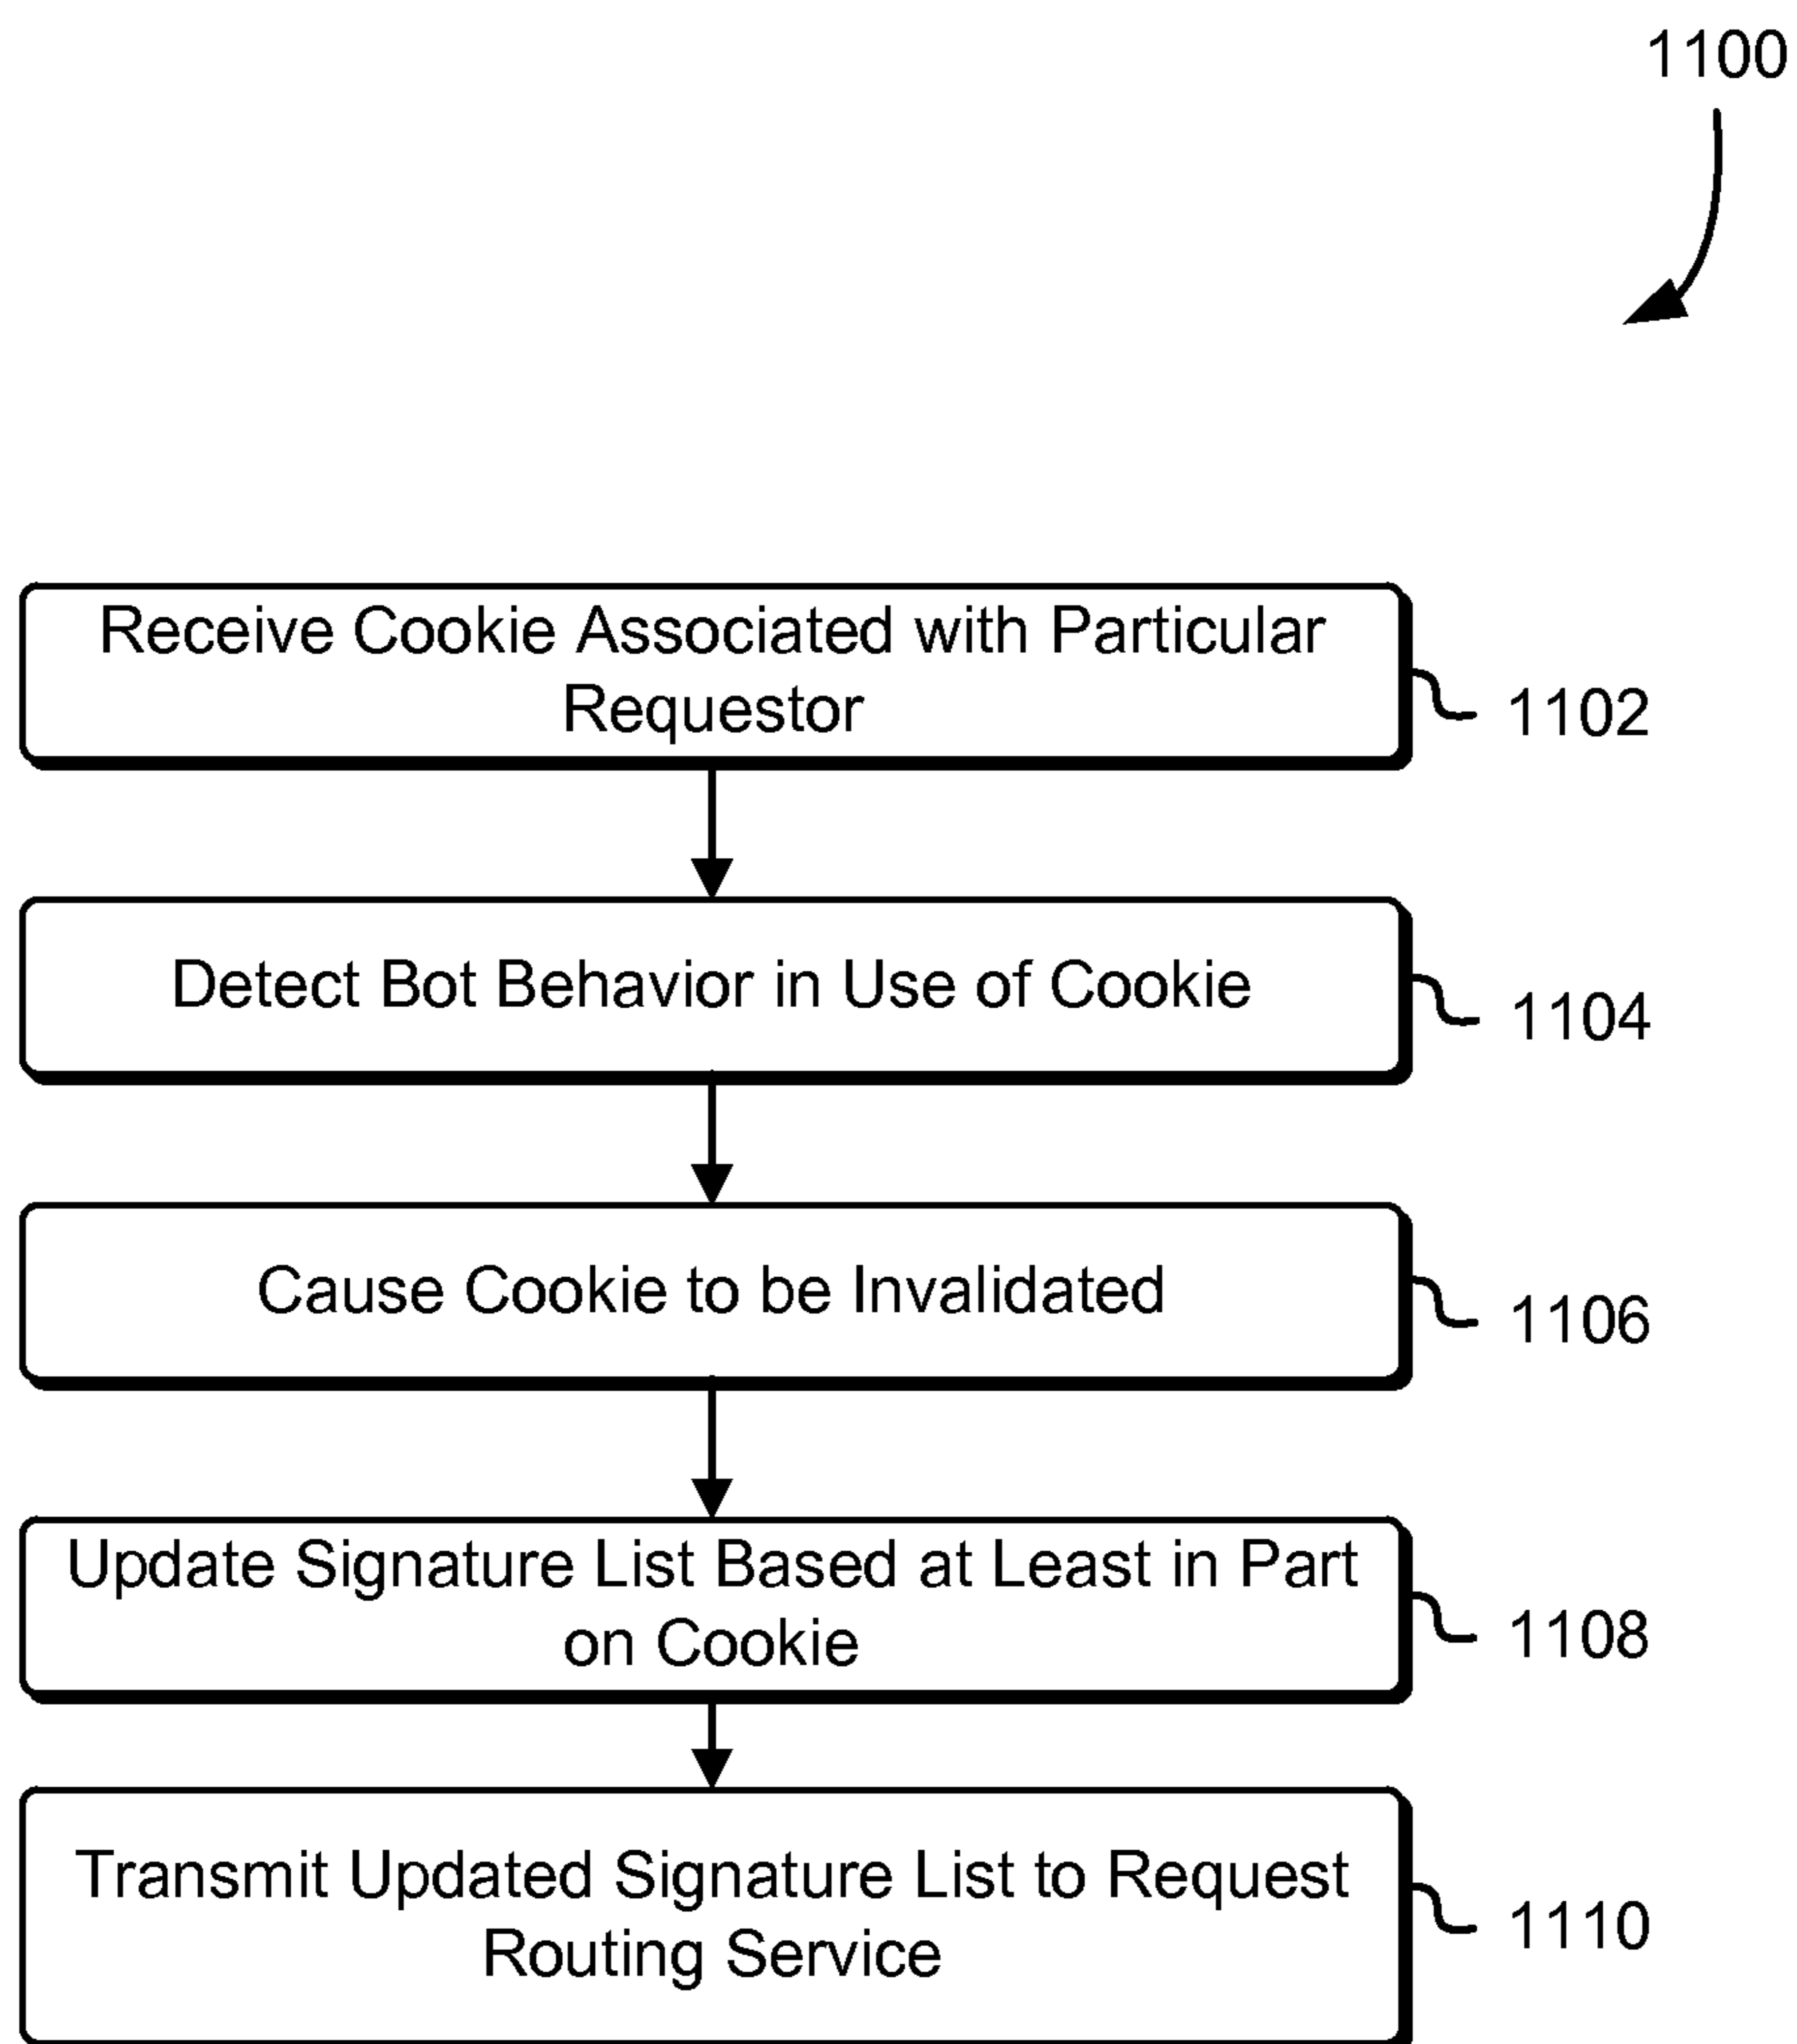 1100
Receive Cookie Associated with Particular
Requestor
1102
Detect Bot Behavior in Use of Cookie
1104
Cause Cookie to be Invalidated
1106
Update Signature List Based at Least in Part
on Cookie
1108
Transmit Updated Signature List to Request
Routing Service
1110